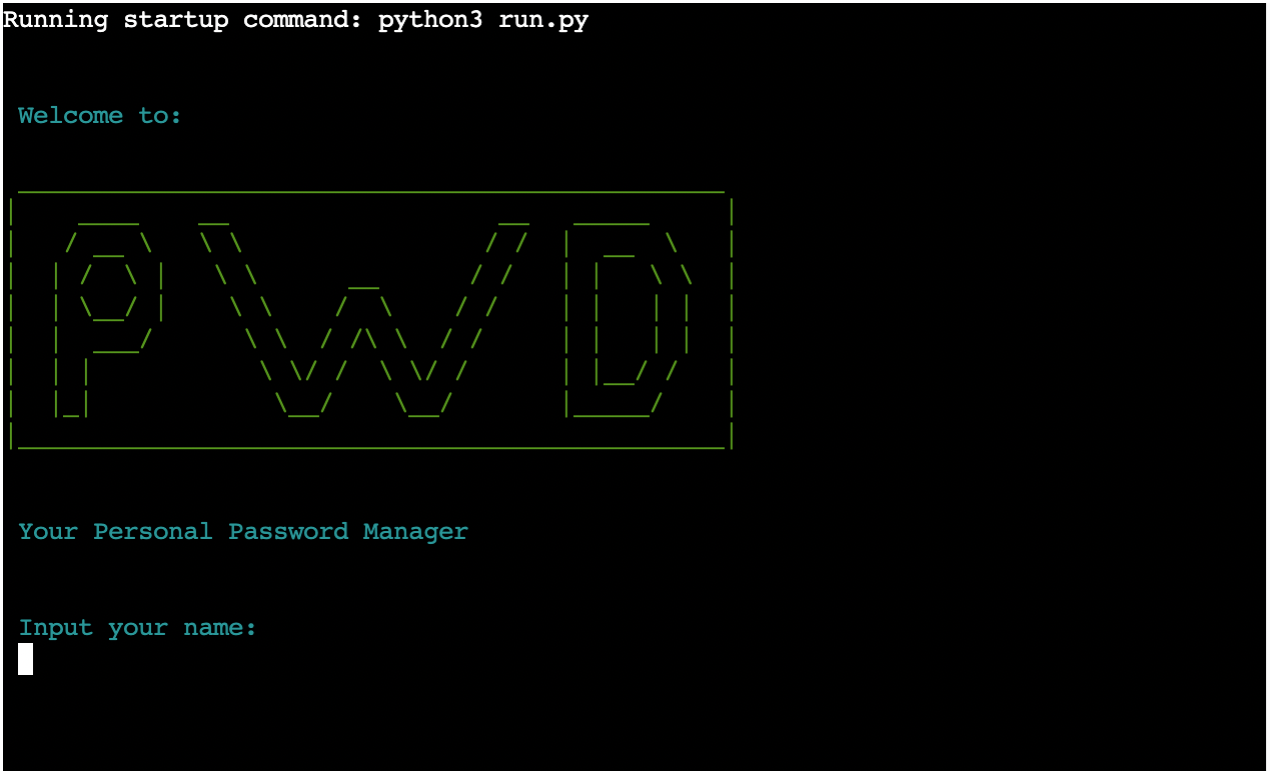 Running startup command: python3 run.py
Welcome to:
PWD
Your Personal Password Manager
Input your name: